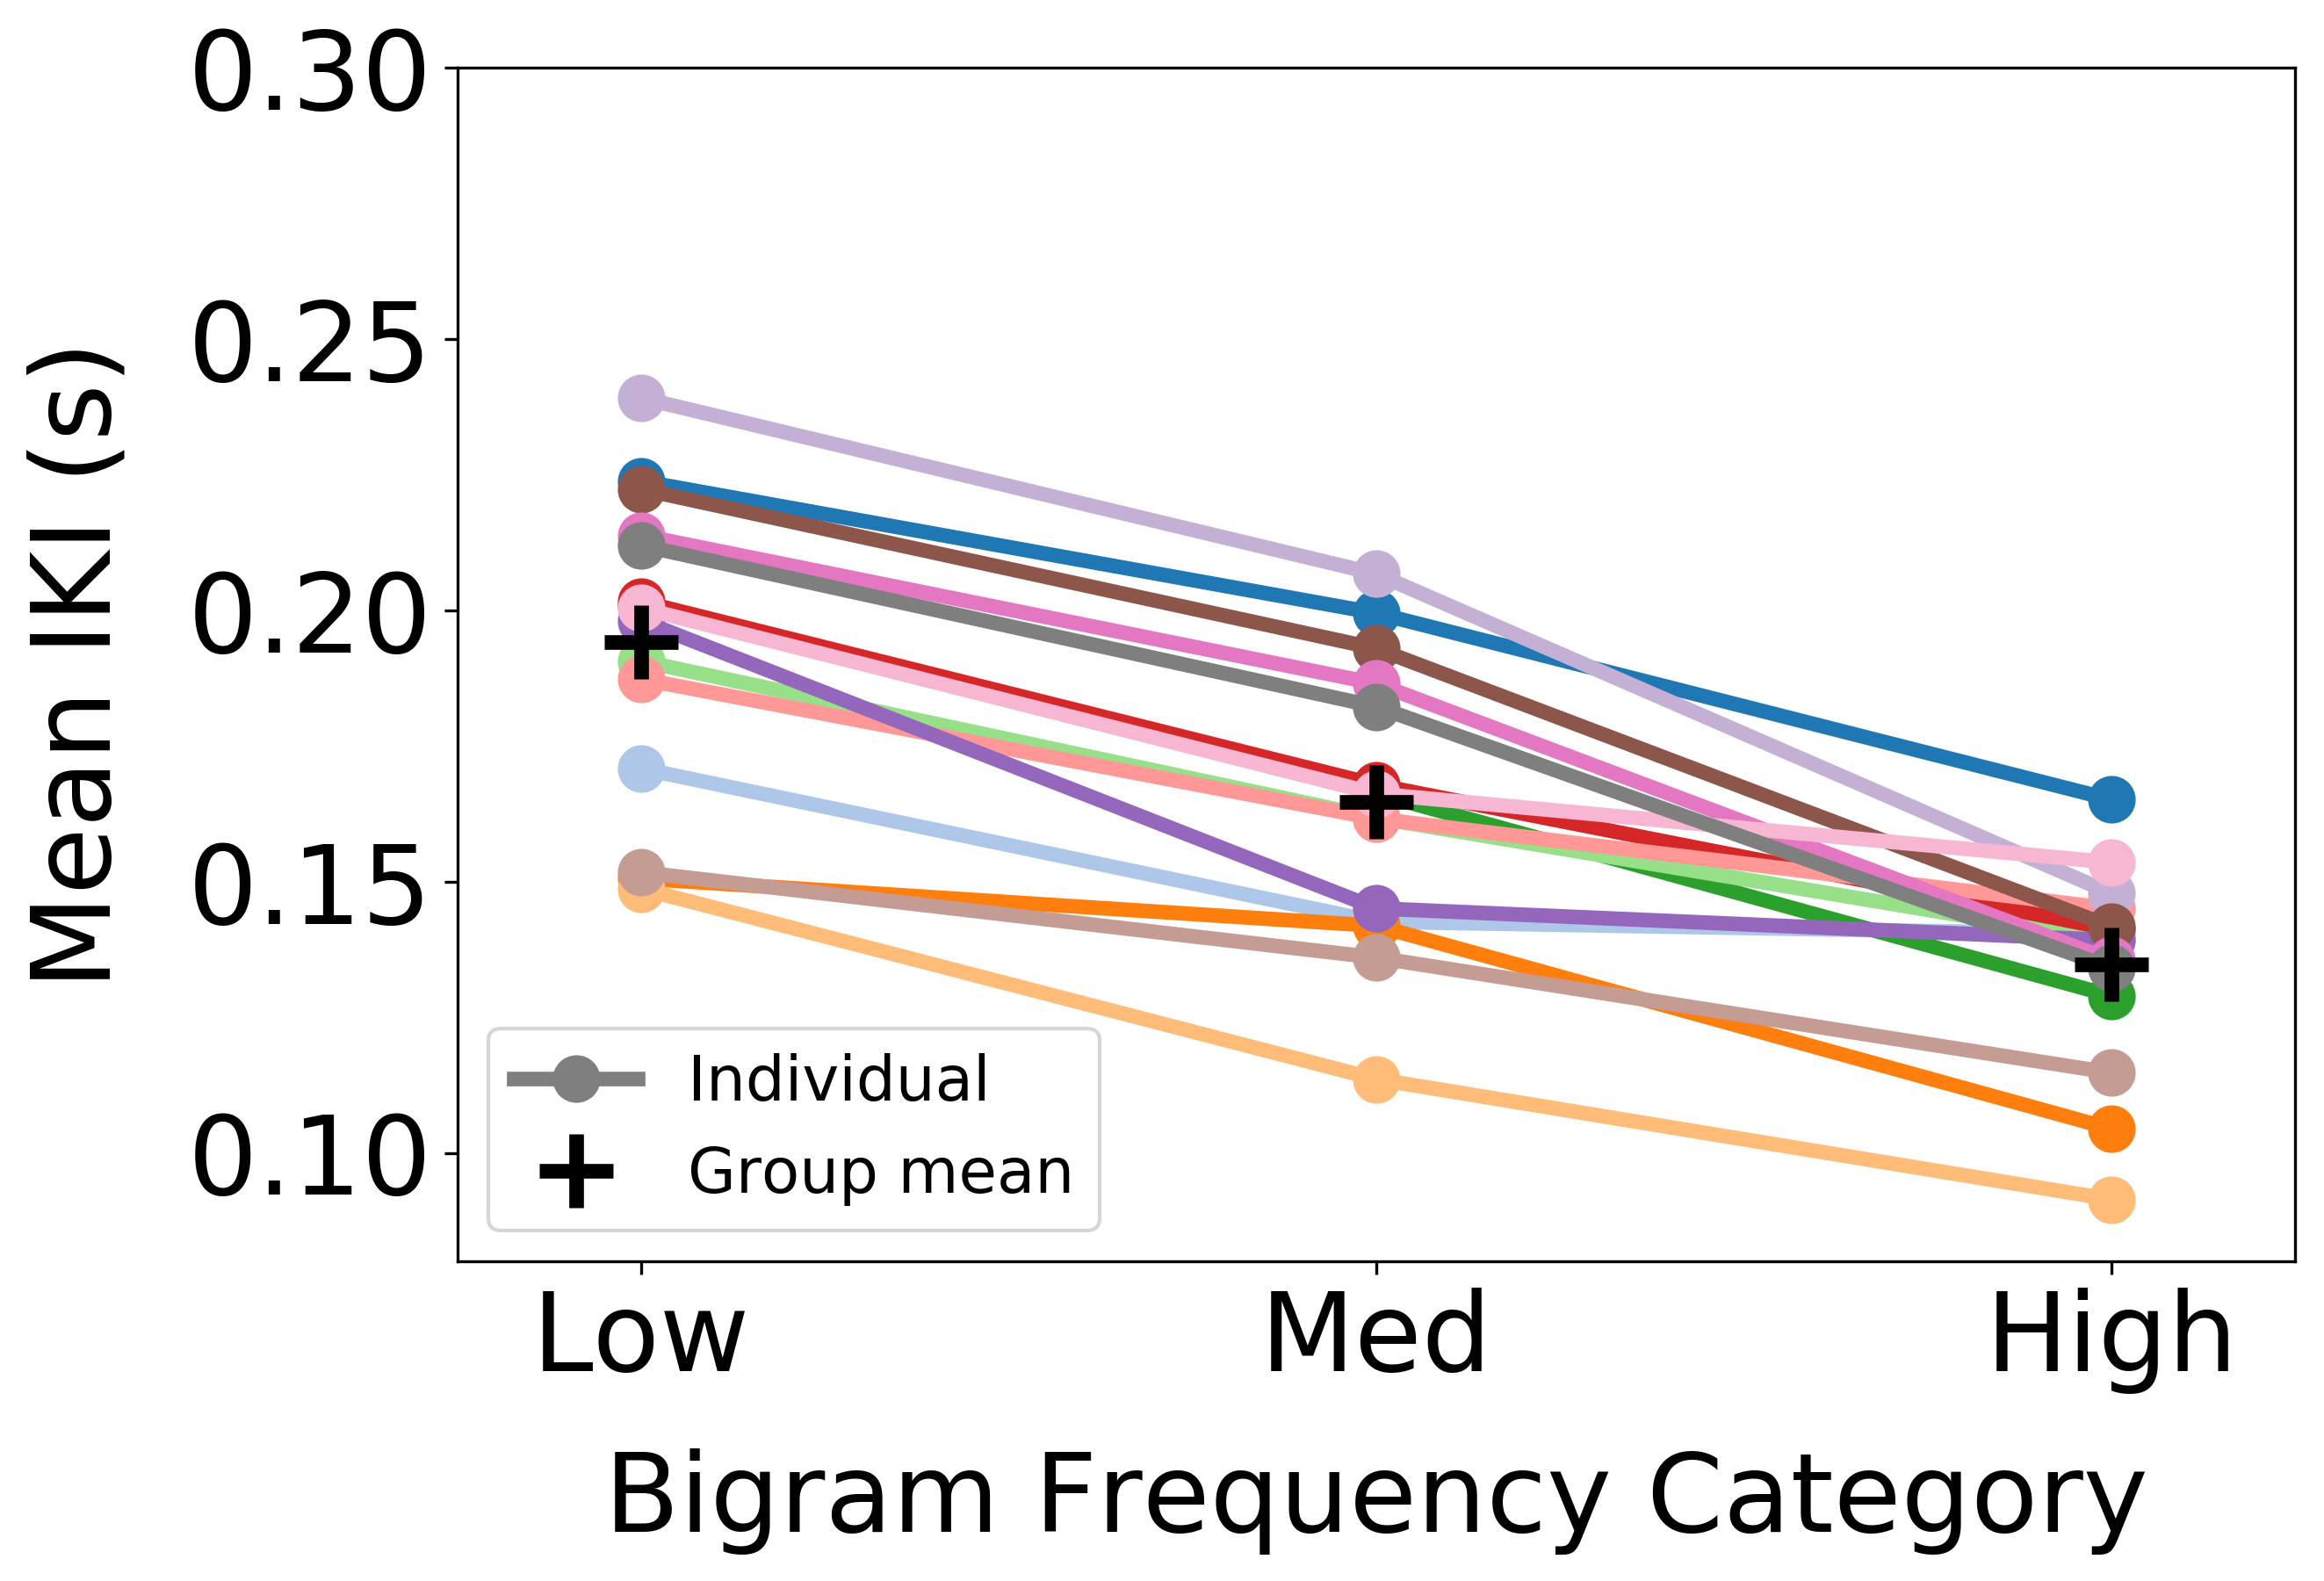 0.30
0.25
0.20
0.15
0.10
Mean IKI (s)
Individual
Group mean
Low Med High
Bigram Frequency Category